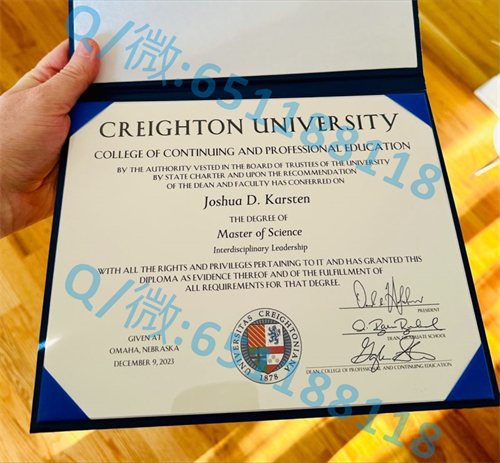 Q/微:651188118
CREIGHTON UNIVERSITY
COLLEGE OF CONTINUING AND PROFESSIONAL EDUCATION
BY THE AUTHORITY VESTED IN THE BOARD OF TRUSTEES OF THE UNIVERSITY
BY STATE CHARTER AND UPON THE RECOMMENDATION
OF THE DEAN AND FACULTY HAS CONFERRED ON
Joshua D. Karsten
THE DEGREE OF
Master of Science
Interdisciplinary Leadership
WITH ALL THE RIGHTS AND PRIVILEGES PERTAINING TO IT AND HAS GRANTED THIS
DIPLOMA AS EVIDENCE THEREOF AND OF THE FULFILLMENT OF
ALL REQUIREMENTS FOR THAT DEGREE.
Q/微:651188118
PRESIDENT
DEAN GRADUATE SCHOOL
DEAN COLLEGE OF PROFESSIONAL AND CONTINUING EDUCATION
GIVEN AT
OMAHA, NEBRASKA
DECEMBER 9, 2023
UNIVERSITAS CREIGHTONIANA
1878